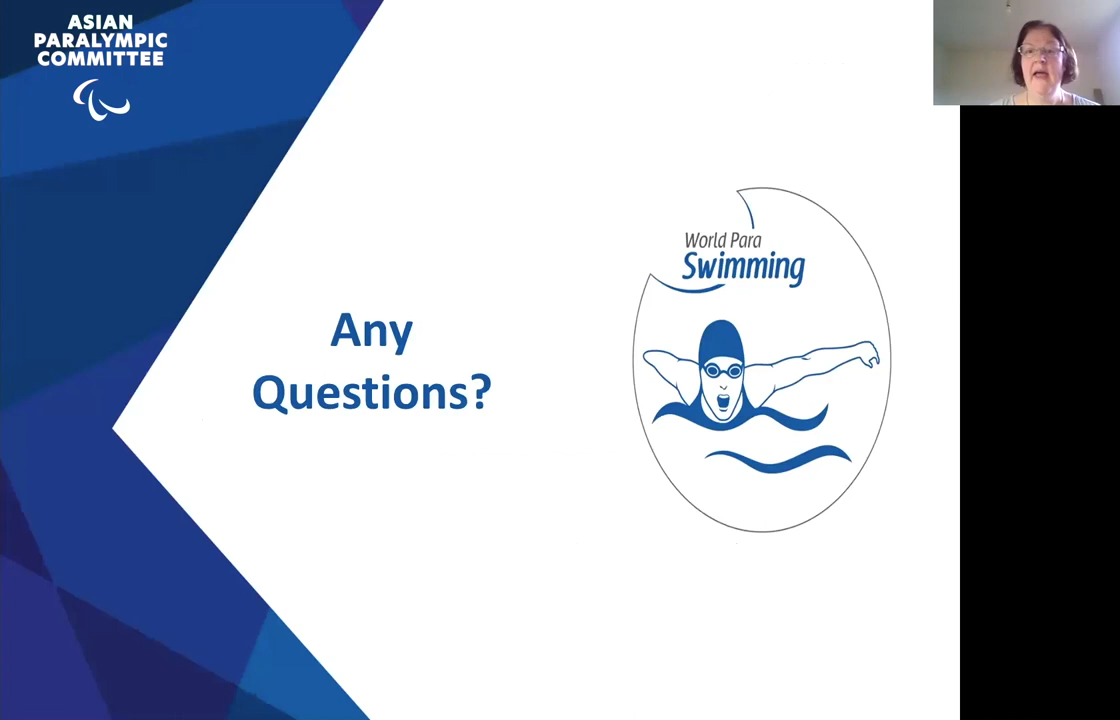 ASIAN
PARALYMPIC
COMMITTEE
World Para
Swimming
Any
Questions?